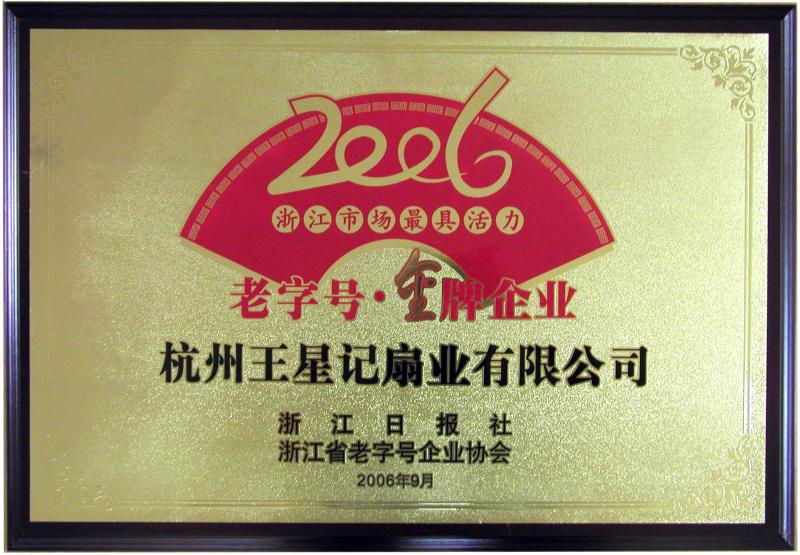 2006
浙江市场最具活力
老字号·金牌企业
杭州王星记扇业有限公司
浙江日报社
浙江省老字号企业协会
2006年9月